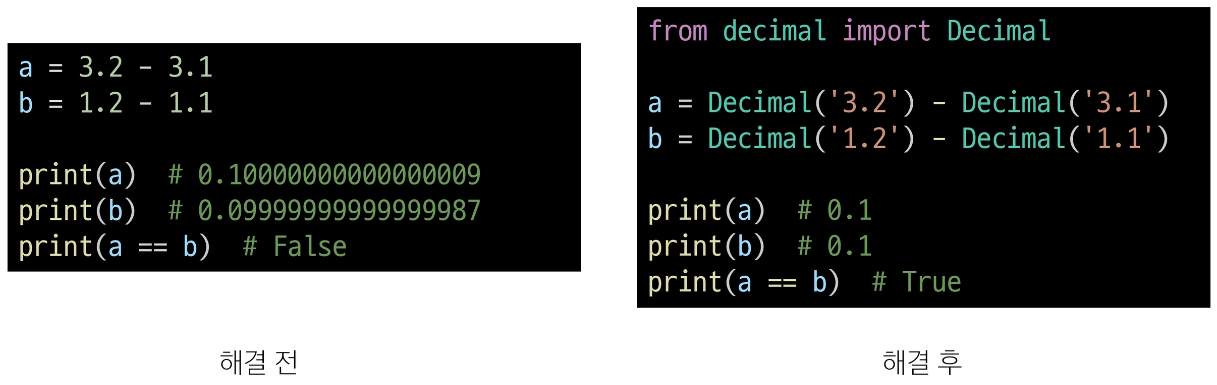 a = 3.2 - 3.1
b = 1.2 - 1.1
print(a)  # 0.10000000000000009
print(b)  # 0.09999999999999987
print(a == b)  # False
해결 전
from decimal import Decimal
a = Decimal('3.2') - Decimal('3.1')
b = Decimal('1.2') - Decimal('1.1')
print(a)  # 0.1
print(b)  # 0.1
print(a == b)  # True
해결 후